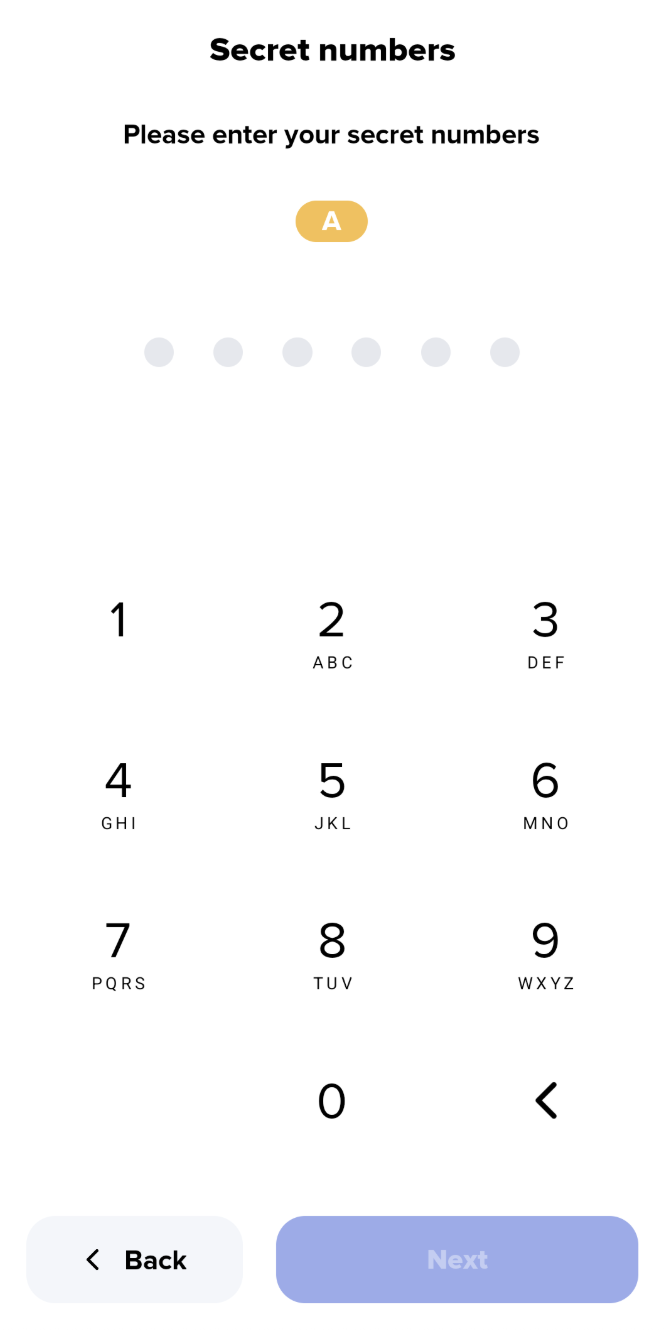 Secret numbers
Please enter your secret numbers
A
1 2 3
ABC DEF
4 5 6
GHI JKL MNO
7 8 9
PQRS TUV WXYZ
0
Back Next